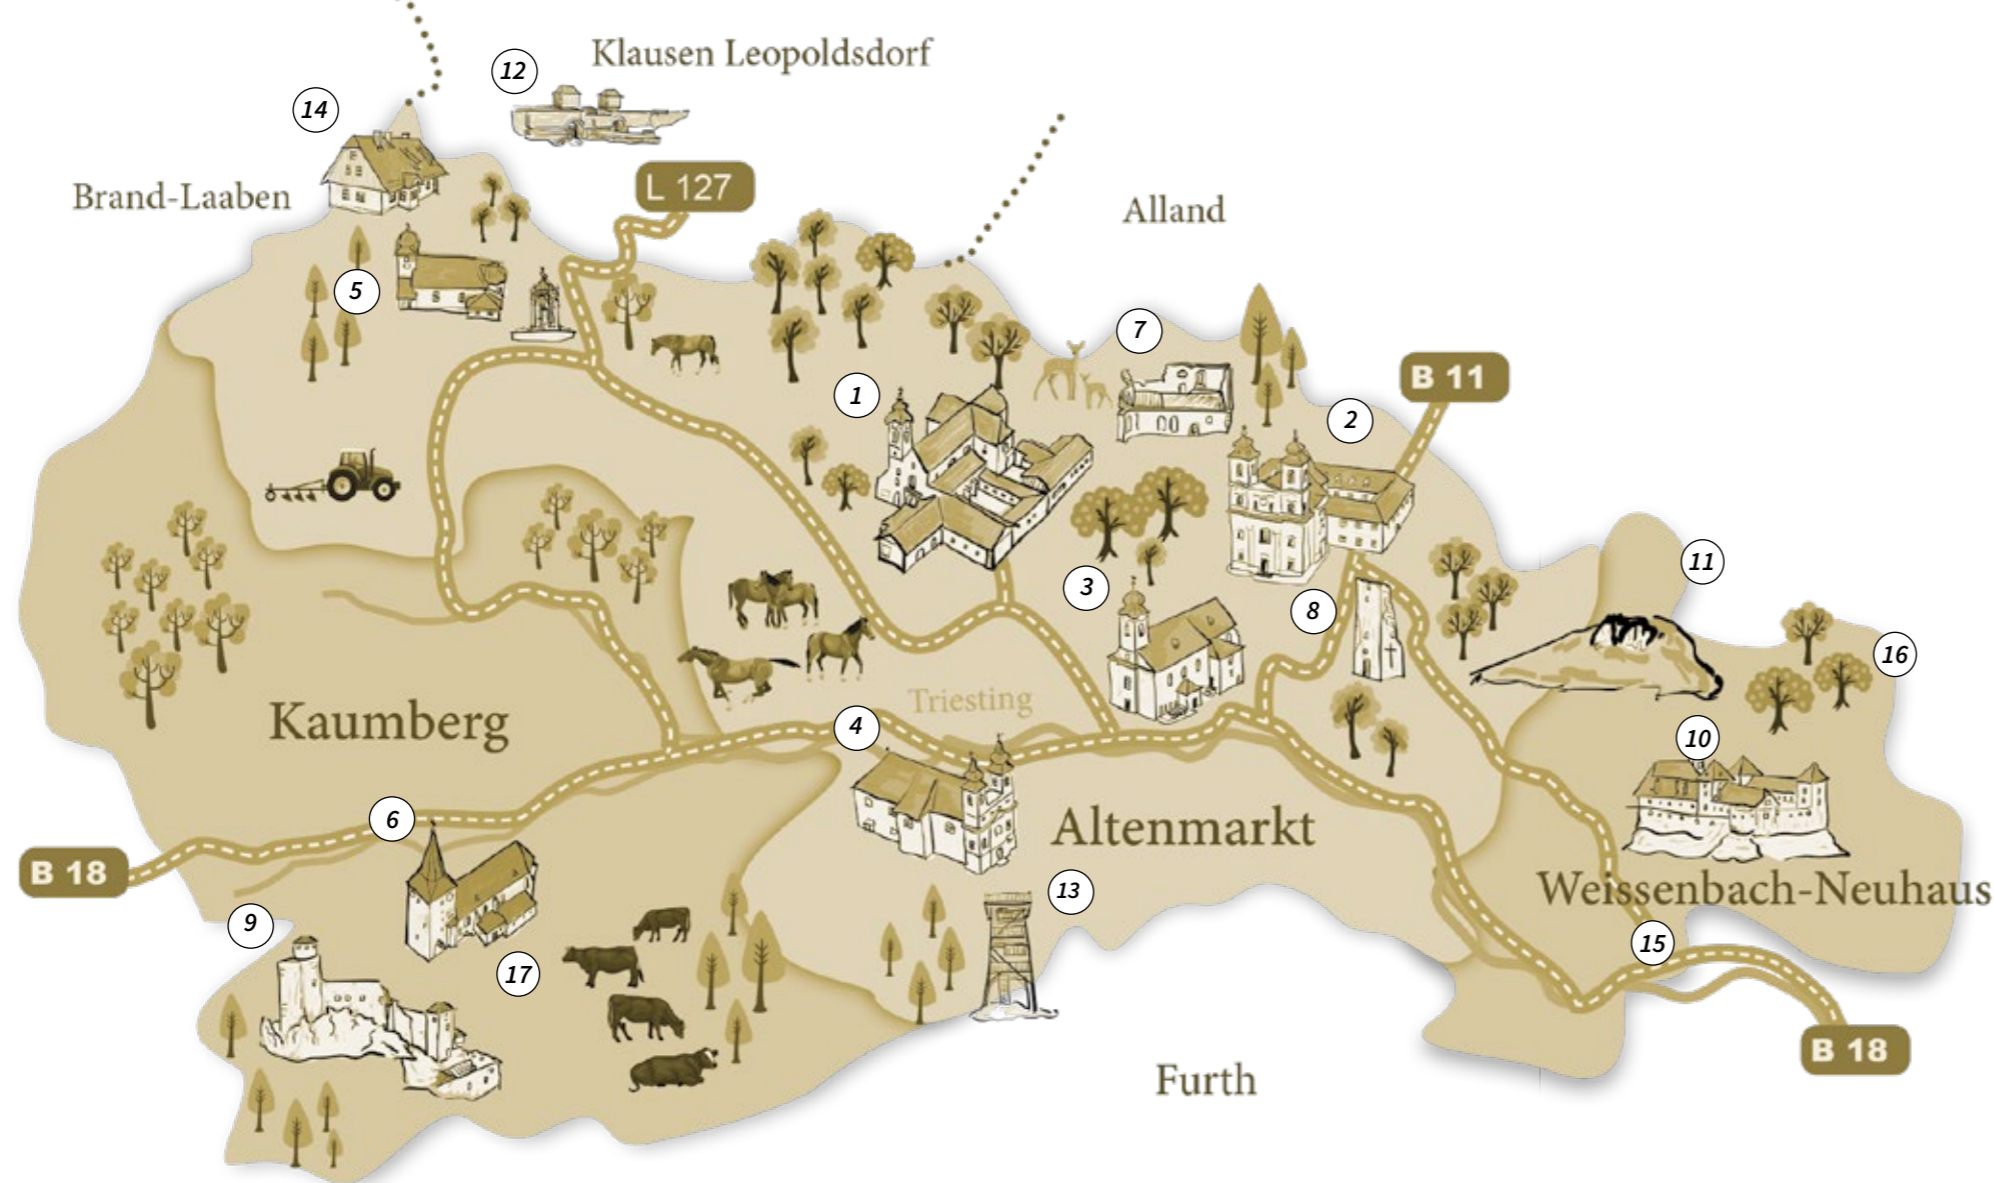 Klausen Leopoldsdorf
12
14
L 127
Brand-Laaben
Alland
5
7
B 11
1
2
11
3
8
16
Triesting
Kaumberg
4
10
6
Altenmarkt
B 18
13
Weissenbach-Neuhaus
9
15
17
B 18
Furth